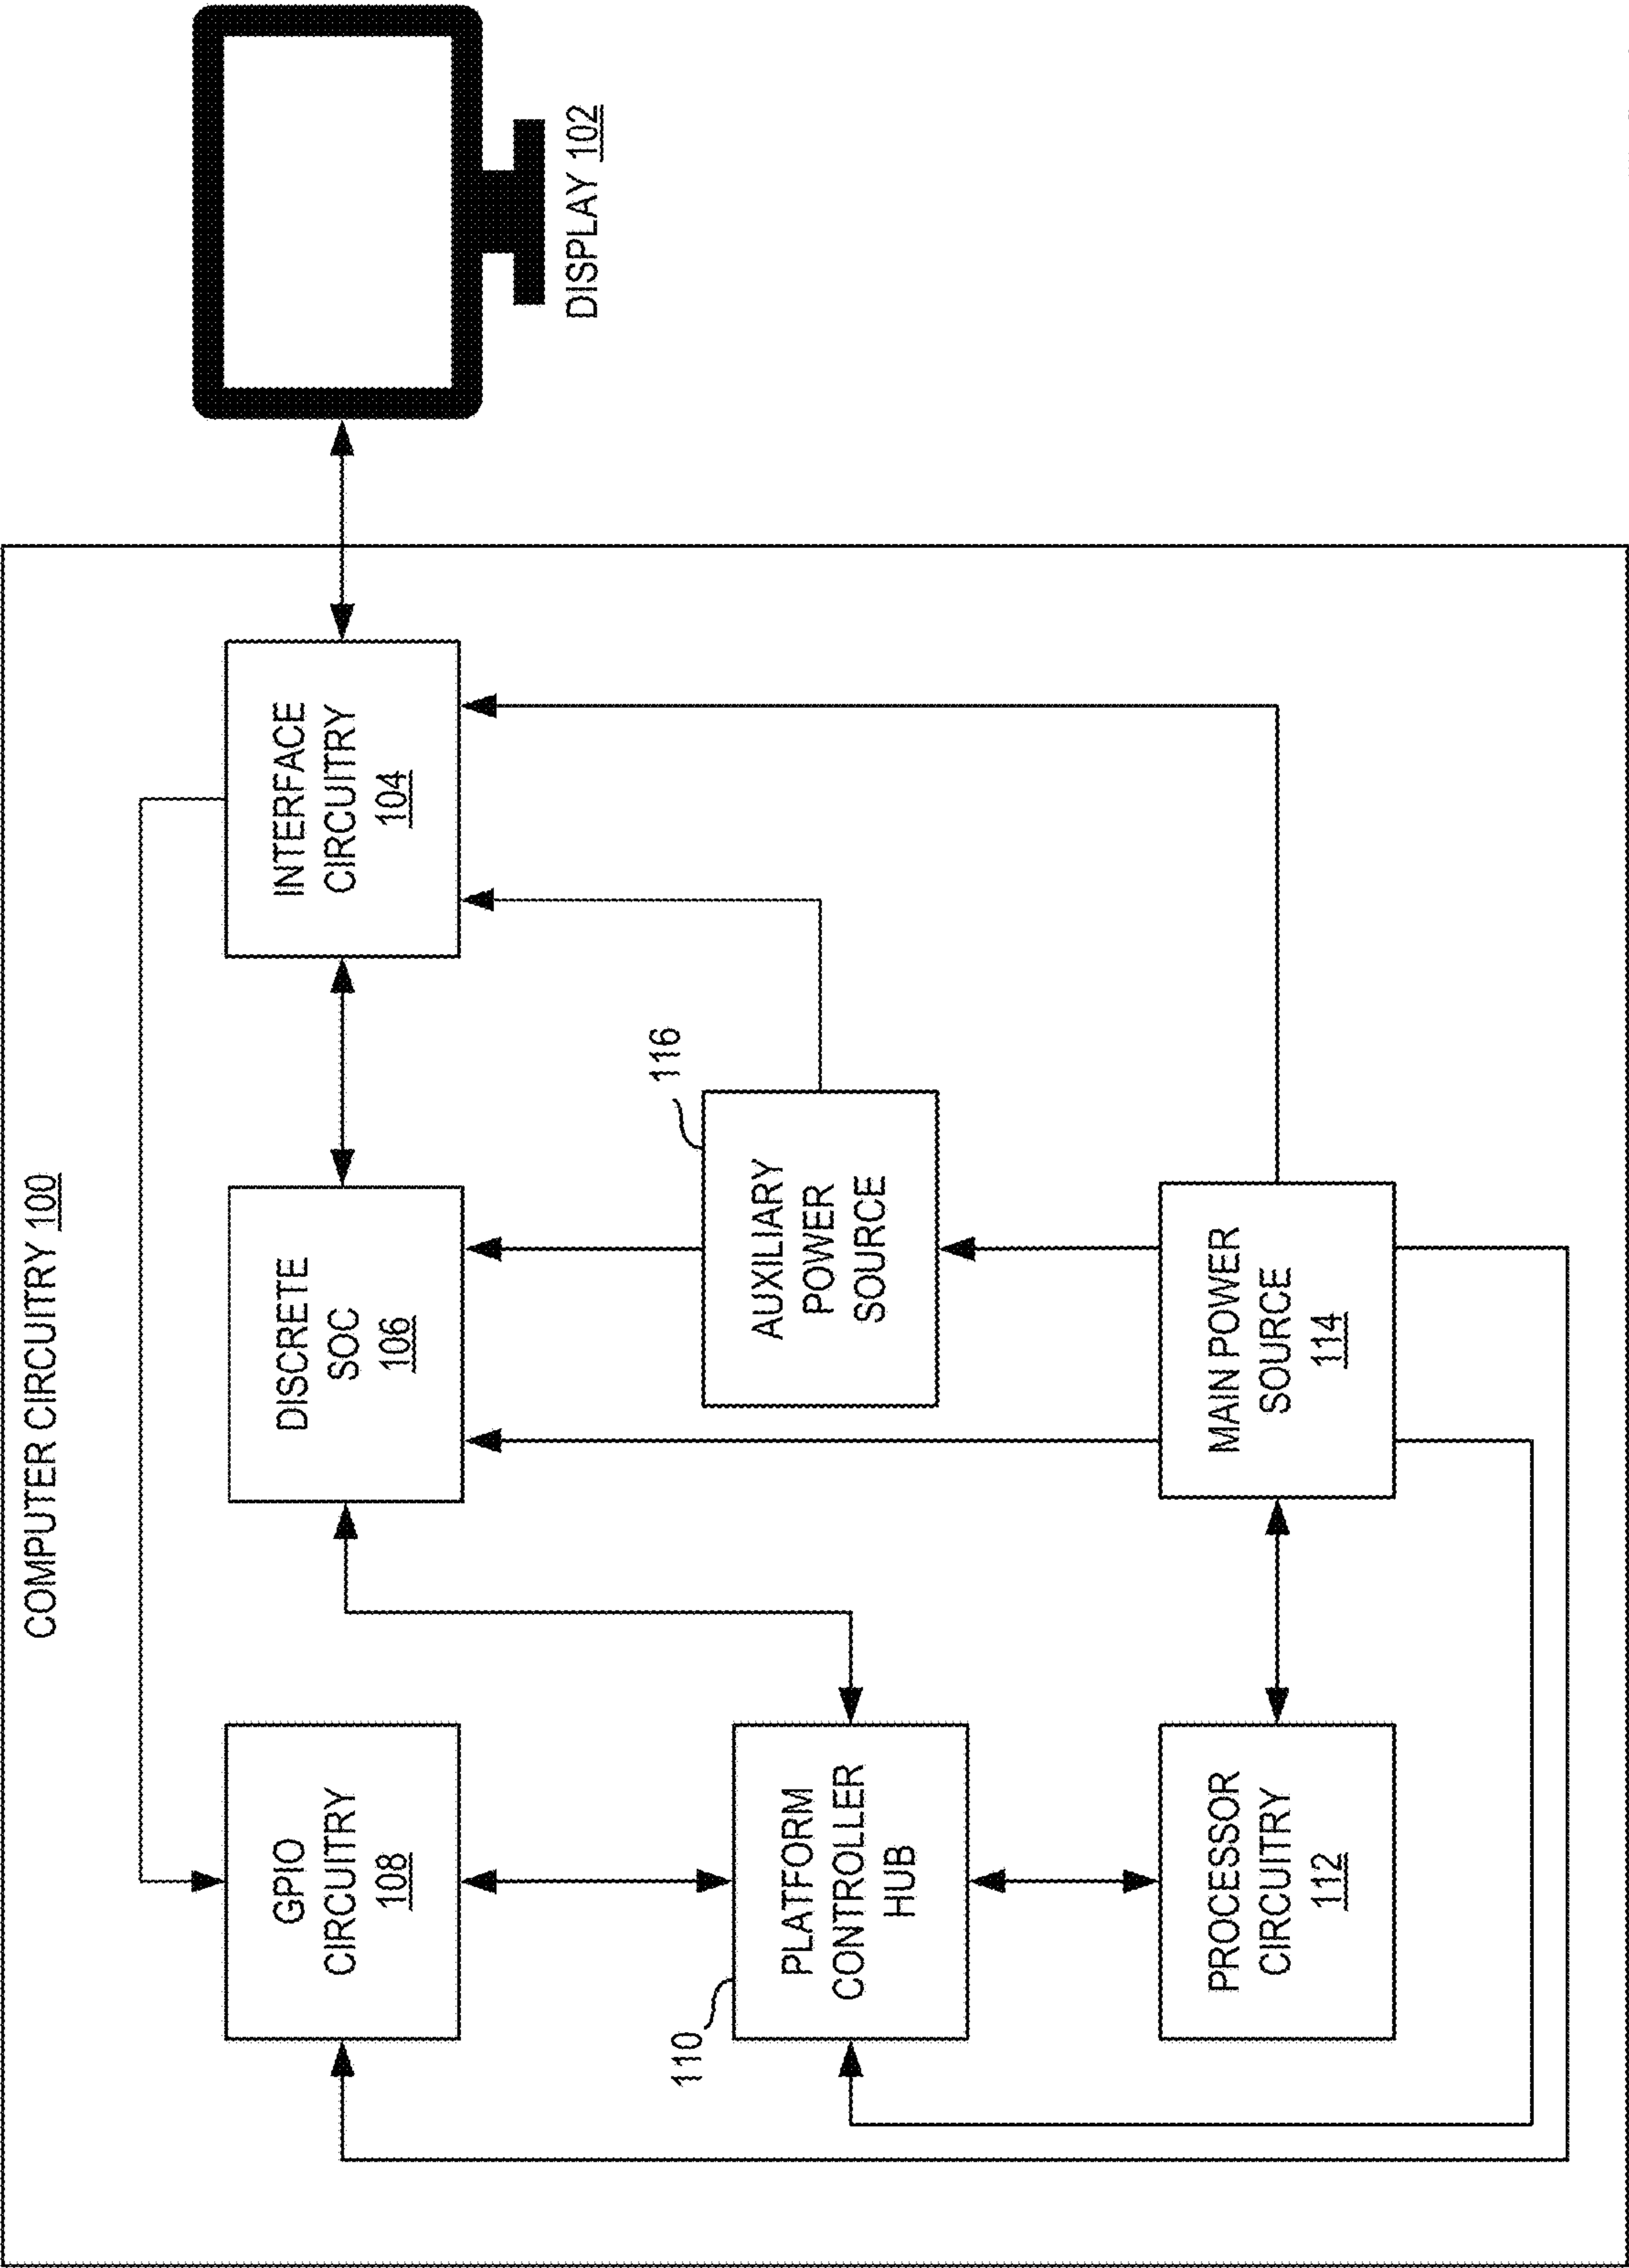 COMPUTER CIRCUITRY 100
GPIO
CIRCUITRY
108
DISCRETE
SOC
106
INTERFACE
CIRCUITRY
104
DISPLAY 102
110
PLATFORM
CONTROLLER
HUB
116
AUXILIARY
POWER
SOURCE
PROCESSOR
CIRCUITRY
112
MAIN POWER
SOURCE
114